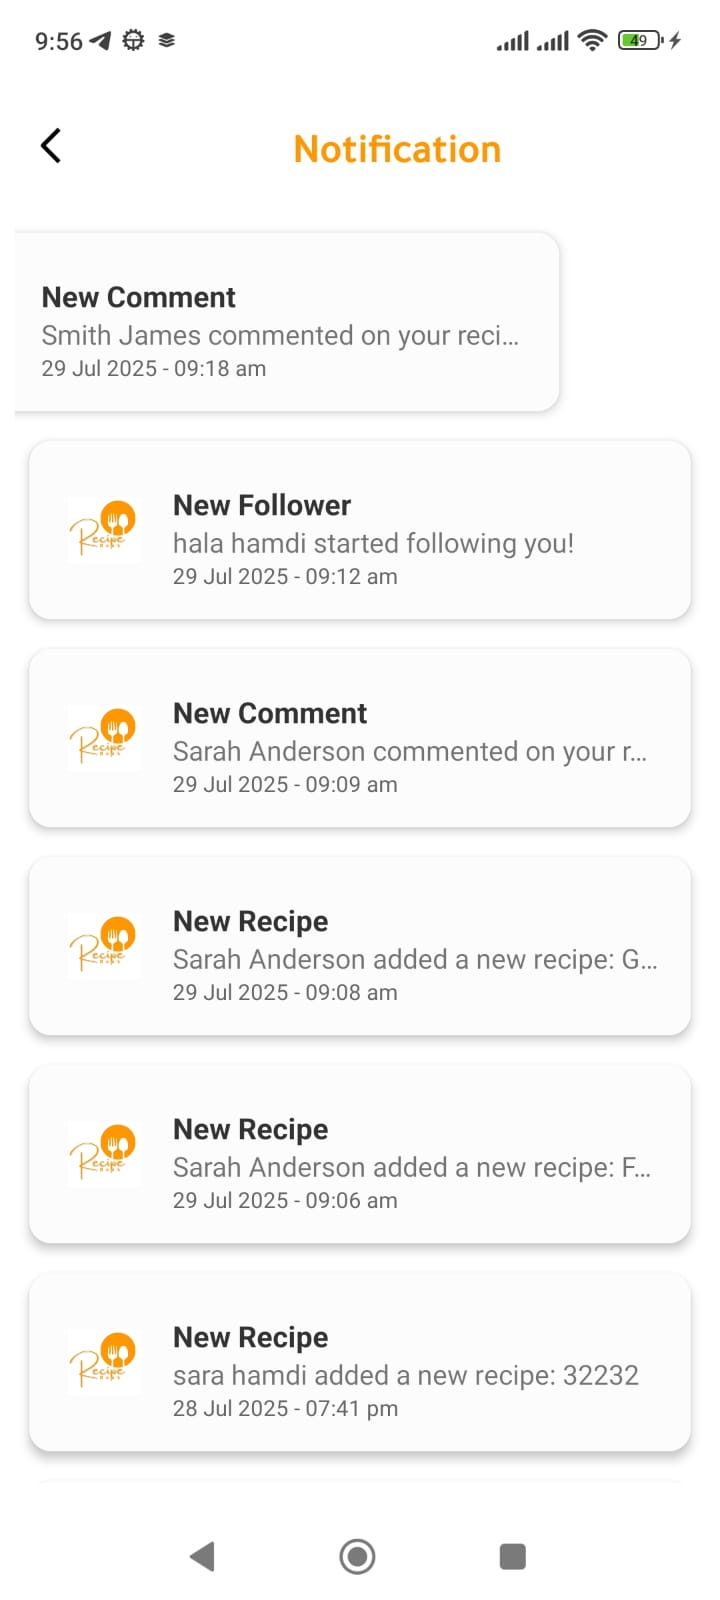 9:56
49
Notification
New Comment
Smith James commented on your reci...
29 Jul 2025 - 09:18 am
Recipe
New Follower
hala hamdi started following you!
29 Jul 2025 - 09:12 am
Recipe
New Comment
Sarah Anderson commented on your r...
29 Jul 2025 - 09:09 am
Recipe
New Recipe
Sarah Anderson added a new recipe: G...
29 Jul 2025 - 09:08 am
Recipe
New Recipe
Sarah Anderson added a new recipe: F...
29 Jul 2025 - 09:06 am
Recipe
New Recipe
sara hamdi added a new recipe: 32232
28 Jul 2025 - 07:41 pm